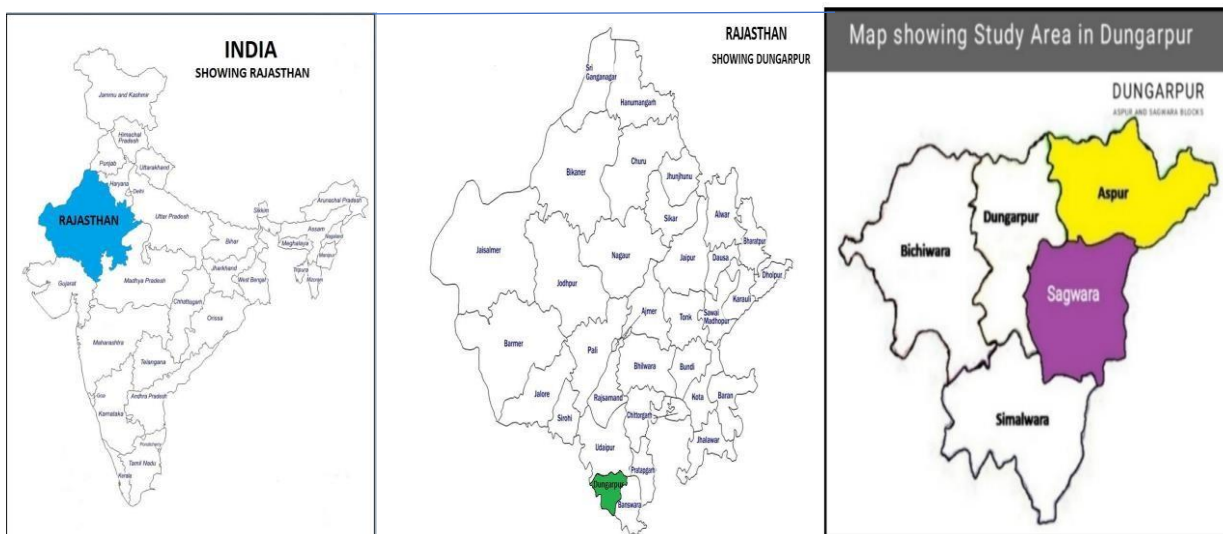 INDIA
SHOWING RAJASTHAN
Jammu and Kashmir
Himachal
Pradesh
Punjab
Uttarakhand
Haryana
Delhi
RAJASTHAN
Uttar Pradesh
Sikkim
Arunachal Pradesh
Assam
Nagaland
Meghalaya
Manipur
Bihar
Tripura
Mizoram
Gujarat
Madhya Pradesh
Jharkhand
West Bengal
Chhattisgarh
Orissa
Maharashtra
Telangana
Goa
Andhra Pradesh
Karnataka
Tamil Nadu
Kerala
RAJASTHAN
SHOWING DUNGARPUR
Sri
Ganganagar
Hanumangarh
Bikaner
Churu
Jhunjhunu
Sikar
Alwar
Bharatpur
Jaisalmer
Nagaur
Jaipur
Dausa
Dholpur
Jodhpur
Karauli
Ajmer
Tonk
Sawai
Madhopur
Barmer
Pali
Bhilwara
Bundi
Jalore
Rajsamand
Kota
Baran
Sirohi
Chittorgarh
Jhalawar
Udaipur
Pratapgarh
Dungarpur
Banswara
Map showing Study Area in Dungarpur
DUNGARPUR
ASPUR AND SAGWARA BLOCKS
Aspur
Dungarpur
Bichiwara
Sagwara
Simalwara